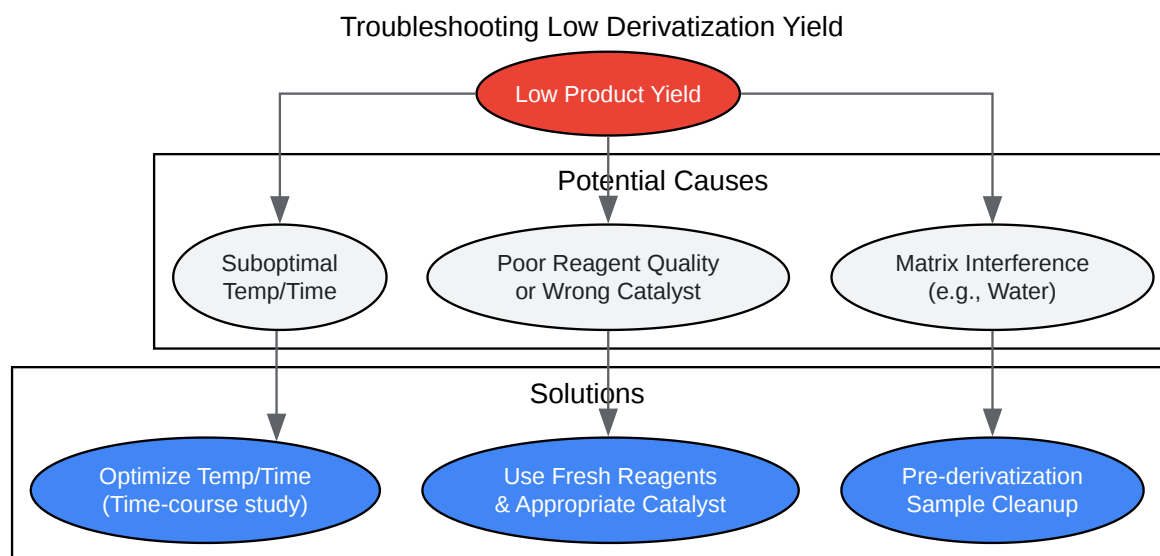 Troubleshooting Low Derivatization Yield
Low Product Yield
Potential Causes
Suboptimal
Temp/Time
Poor Reagent Quality
or Wrong Catalyst
Matrix Interference
(e.g., Water)
Solutions
Optimize Temp/Time
(Time-course study)
Use Fresh Reagents
& Appropriate Catalyst
Pre-derivatization
Sample Cleanup